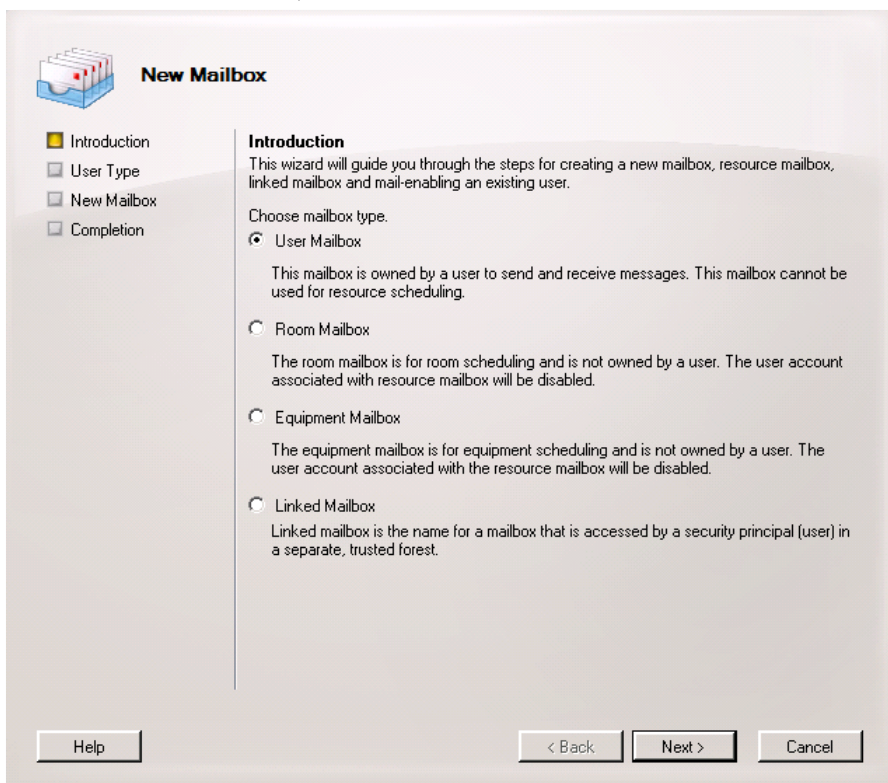 New Mailbox
Introduction
User Type
New Mailbox
Completion
Introduction
This wizard will guide you through the steps for creating a new mailbox, resource mailbox,
linked mailbox and mail-enabling an existing user.
Choose mailbox type.
User Mailbox
This mailbox is owned by a user to send and receive messages. This mailbox cannot be
used for resource scheduling.
Room Mailbox
The room mailbox is for room scheduling and is not owned by a user. The user account
associated with resource mailbox will be disabled.
Equipment Mailbox
The equipment mailbox is for equipment scheduling and is not owned by a user. The
user account associated with the resource mailbox will be disabled.
Linked Mailbox
Linked mailbox is the name for a mailbox that is accessed by a security principal (user) in
a separate, trusted forest.
Help
< Back
Next >
Cancel